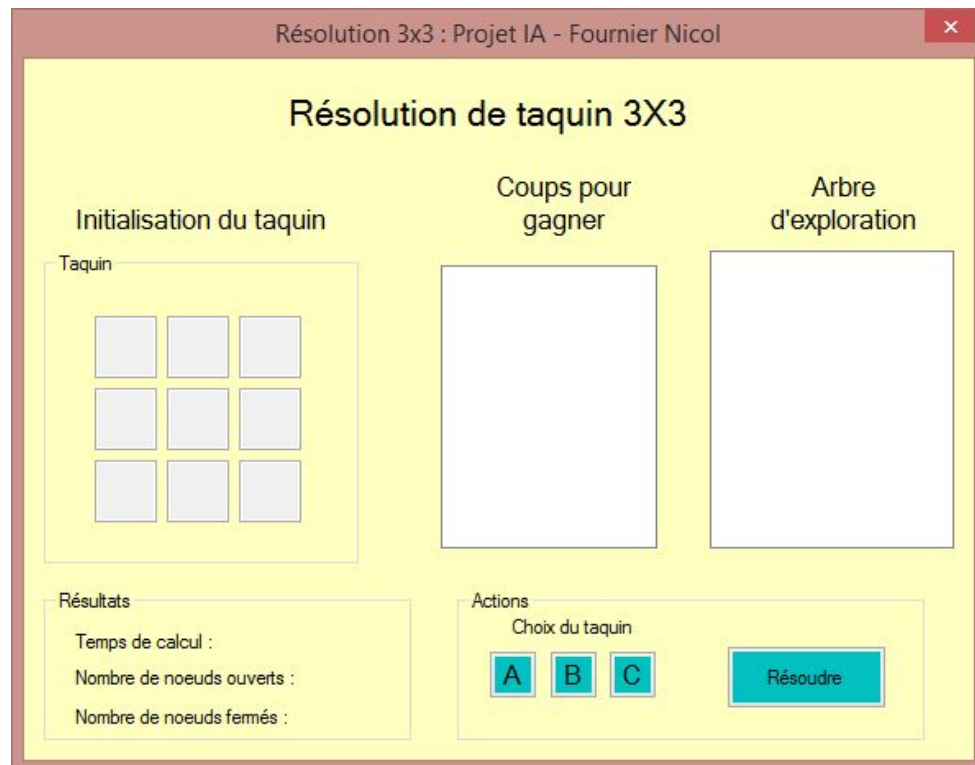 Résolution 3x3 : Projet IA - Fournier Nicol
Résolution de taquin 3X3
Initialisation du taquin
Coups pour
gagner
Arbre
d'exploration
Taquin
Résultats
Temps de calcul :
Nombre de noeuds ouverts :
Nombre de noeuds fermés :
Actions
Choix du taquin
A B C
Résoudre